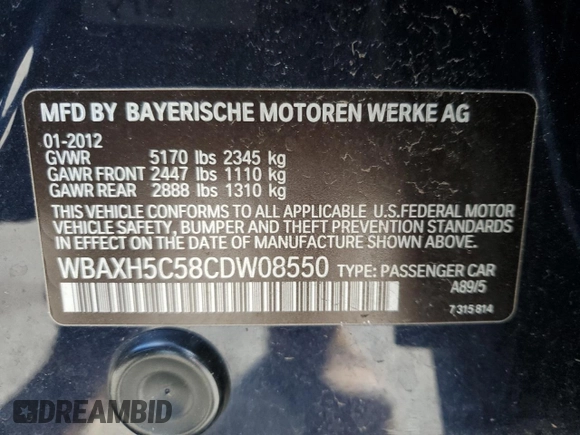 MFD BY BAYERISCHE MOTOREN WERKE AG
01-2012
GVWR 5170 lbs 2345 kg
GAWR FRONT 2447 lbs 1110 kg
GAWR REAR 2888 lbs 1310 kg
THIS VEHICLE CONFORMS TO ALL APPLICABLE U.S.FEDERAL MOTOR
VEHICLE SAFETY, BUMPER AND THEFT PREVENTION STANDARDS
IN EFFECT ON THE DATE OF MANUFACTURE SHOWN ABOVE.
WBAXH5C58CDW08550 TYPE: PASSENGER CAR
A89/5
7 315 814
DREAMBID